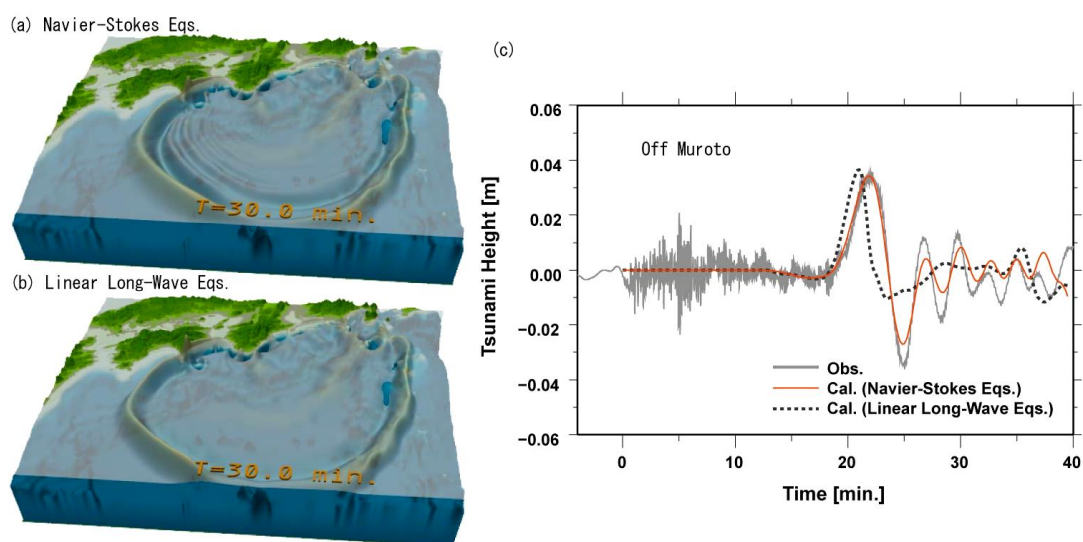 (a) Navier-Stokes Eqs.
T=30.0 min.
(b) Linear Long-Wave Eqs.
T=30.0 min.
(c)
Off Muroto
Tsunami Height [m]
0.06
0.04
0.02
0.00
−0.02
−0.04
−0.06
Obs.
Cal. (Navier-Stokes Eqs.)
Cal. (Linear Long-Wave Eqs.)
0 10 20 30 40
Time [min.]